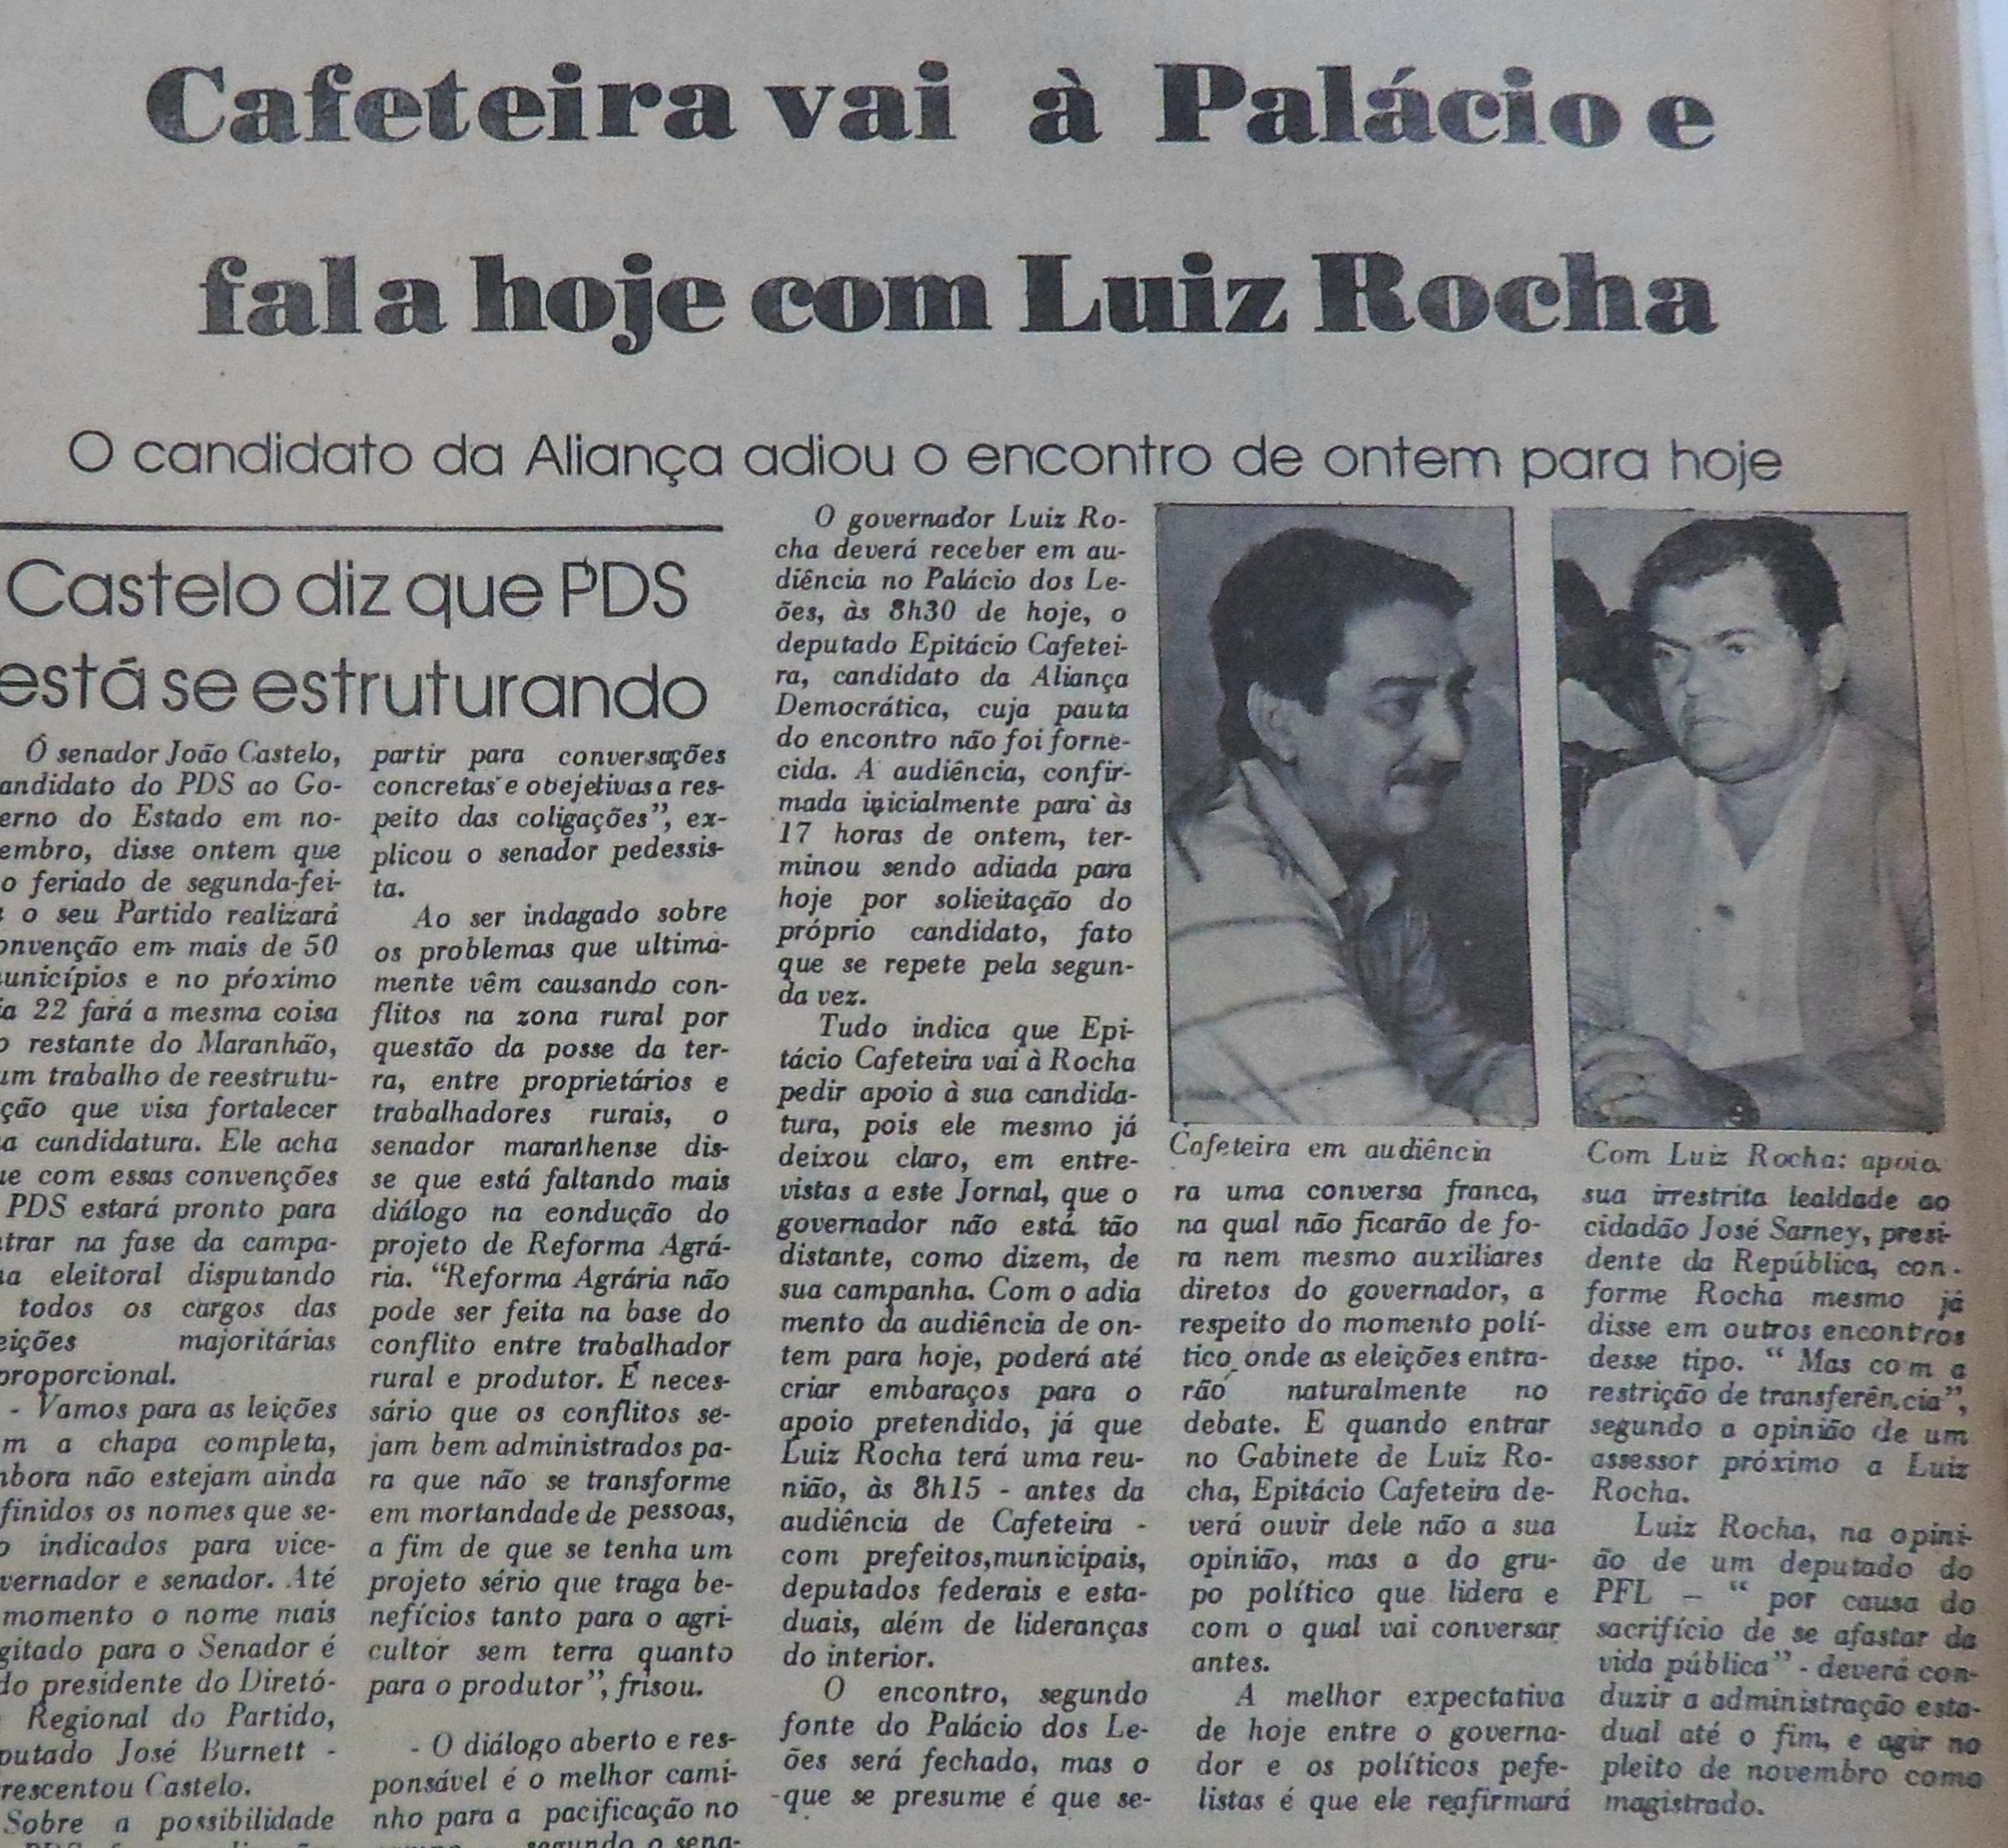 Cafeteira vai à Palácio e
fala hoje com Luiz Rocha
O candidato da Aliança adiou o encontro de ontem para hoje
Castelo diz que PDS
está se estruturando
O senador João Castelo,
andidato do PDS ao Go-
erno do Estado em no-
embro, disse ontem que
o feriado de segunda-fei-
o seu Partido realizará
onvenção em mais de 50
unicípios e no próximo
ia 22 fará a mesma coisa
o restante do Maranhão,
um trabalho de reestrutu-
ção que visa fortalecer
a candidatura. Ele acha
ue com essas convenções
PDS estará pronto para
ntrar na fase da campa-
ha eleitoral disputando
todos os cargos das
eições majoritárias
proporcional.
- Vamos para as leições
m a chapa completa,
mbora não estejam ainda
finidos os nomes que se-
o indicados para vice-
vernador e senador. Até
momento o nome mais
gitado para o Senador é
do presidente do Diretó-
Regional do Partido,
putado José Burnett -
rescentou Castelo.
Sobre a possibilidade
partir para conversações
concretas e obejetivas a res-
peito das coligações”, ex-
plicou o senador pedessis-
ta.
Ao ser indagado sobre
os problemas que ultima-
mente vêm causando con-
flitos na zona rural por
questão da posse da ter-
ra, entre proprietários e
trabalhadores rurais, o
senador maranhense dis-
se que está faltando mais
diálogo na condução do
projeto de Reforma Agrá-
ria. “Reforma Agrária não
pode ser feita na base do
conflito entre trabalhador
rural e produtor. É neces-
sário que os conflitos se-
jam bem administrados pa-
ra que não se transforme
em mortandade de pessoas,
a fim de que se tenha um
projeto sério que traga be-
nefícios tanto para o agri-
cultor sem terra quanto
para o produtor”, frisou.
- O diálogo aberto e res-
ponsável é o melhor cami-
nho para a pacificação no
segundo o sena-
O governador Luiz Ro-
cha deverá receber em au-
diência no Palácio dos Le-
ões, às 8h30 de hoje, o
deputado Epitácio Cafetei-
ra, candidato da Aliança
Democrática, cuja pauta
do encontro não foi forne-
cida. A audiência, confir-
mada inicialmente para às
17 horas de ontem, ter-
minou sendo adiada para
hoje por solicitação do
próprio candidato, fato
que se repete pela segun-
da vez.
Tudo indica que Epi-
tácio Cafeteira vai à Rocha
pedir apoio à sua candida-
tura, pois ele mesmo já
deixou claro, em entre-
vistas a este Jornal, que o
governador não está tão
distante, como dizem, de
sua campanha. Com o adia
mento da audiência de on-
tem para hoje, poderá até
criar embaraços para o
apoio pretendido, já que
Luiz Rocha terá uma reu-
nião, às 8h15 - antes da
audiência de Cafeteira -
com prefeitos,municipais,
deputados federais e esta-
duais, além de lideranças
do interior.
O encontro, segundo
fonte do Palácio dos Le-
ões será fechado, mas o
-que se presume é que se-
Cafeteira em audiência
ra uma conversa franca,
na qual não ficarão de fo-
ra nem mesmo auxiliares
diretos do governador, a
respeito do momento polí-
tico onde as eleições entra-
rão naturalmente no
debate. E quando entrar
no Gabinete de Luiz Ro-
cha, Epitácio Cafeteira de-
verá ouvir dele não a sua
opinião, mas a do gru-
po político que lidera e
com o qual vai conversar
antes.
A melhor expectativa
de hoje entre o governa-
dor e os políticos pefe-
listas é que ele reafirmará
Com Luiz Rocha: apoio
sua irrestrita lealdade ao
cidadão José Sarney, presi-
dente da República, con-
forme Rocha mesmo já
disse em outros encontros
desse tipo. “ Mas com a
restrição de transferência”,
segundo a opinião de um
assessor próximo a Luiz
Rocha.
Luiz Rocha, na opini-
ão de um deputado do
PFL – “ por causa do
sacrifício de se afastar da
vida pública” - deverá con-
duzir a administração esta-
dual até o fim, e agir no
pleito de novembro como
magistrado.